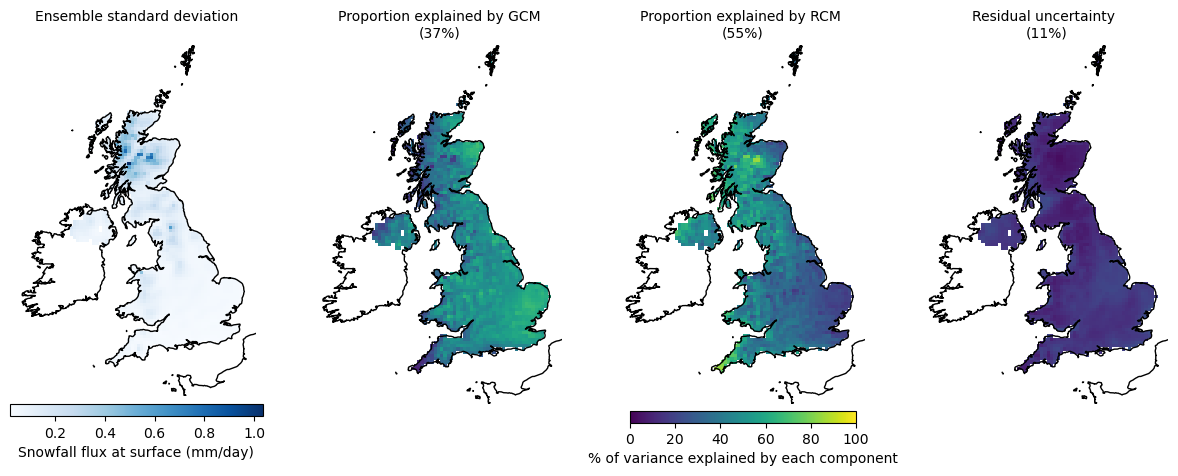 Ensemble standard deviation
Proportion explained by GCM
(37%)
Proportion explained by RCM
(55%)
Residual uncertainty
(11%)
0.2 0.4 0.6 0.8 1.0
Snowfall flux at surface (mm/day)
0 20 40 60 80 100
% of variance explained by each component